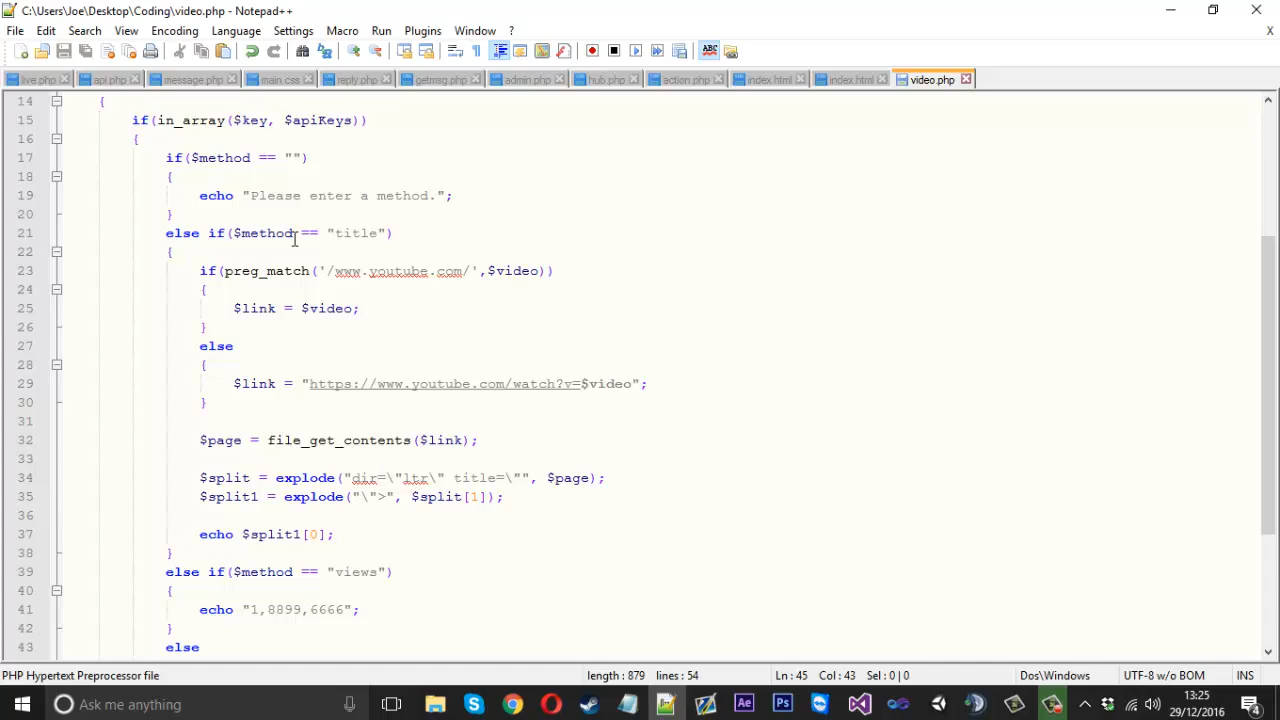 C:\Users\Joe\Desktop\Coding\video.php - Notepad++
File Edit Search View Encoding Language Settings Macro Run Plugins Window ? X
ABC
live.php api.php message.php main.css reply.php getmsg.php admin.php hub.php action.php index.html index.html video.php
14 {
15 if(in_array($key, $apiKeys))
16 {
17 if($method == "")
18 {
19 echo "Please enter a method.";
20 }
21 else if($method == "title")
22 {
23 if(preg_match('/www.youtube.com/',$video))
24 {
25 $link = $video;
26 }
27 else
28 {
29 $link = "https://www.youtube.com/watch?v=$video";
30 }
31
32 $page = file_get_contents($link);
33
34 $split = explode("dir=\"ltr\" title=\"", $page);
35 $split1 = explode("\">", $split[1]);
36
37 echo $split1[0];
38 }
39 else if($method == "views")
40 {
41 echo "1,8899,6666";
42 }
43 else
PHP Hypertext Preprocessor file length : 879 lines : 54 Ln : 45 Col : 43 Sel : 0 | 0 Dos\Windows UTF-8 w/o BOM INS
Ask me anything Ae Ps 13:25
29/12/2016 4